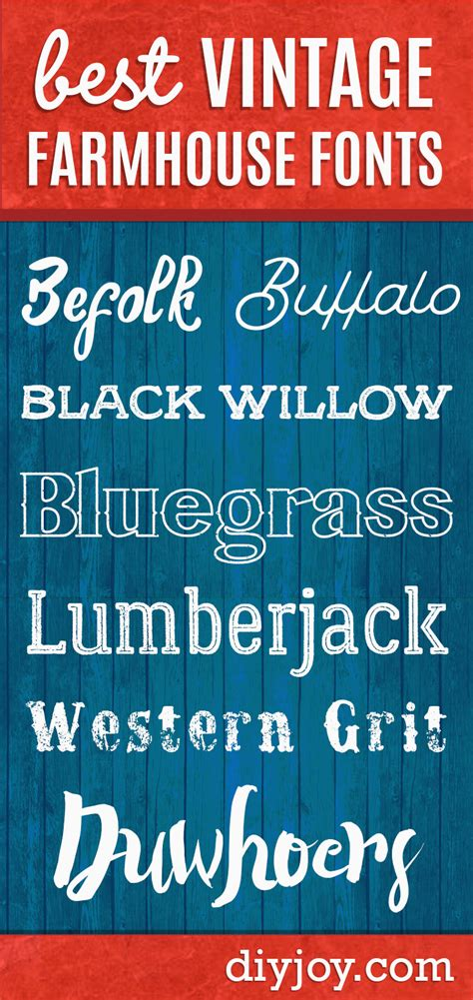 best VINTAGE
FARMHOUSE FONTS
Befolk Buffalo
BLACK WILLOW
Bluegrass
Lumberjack
Western Grit
Duwhoers
diyjoy.com